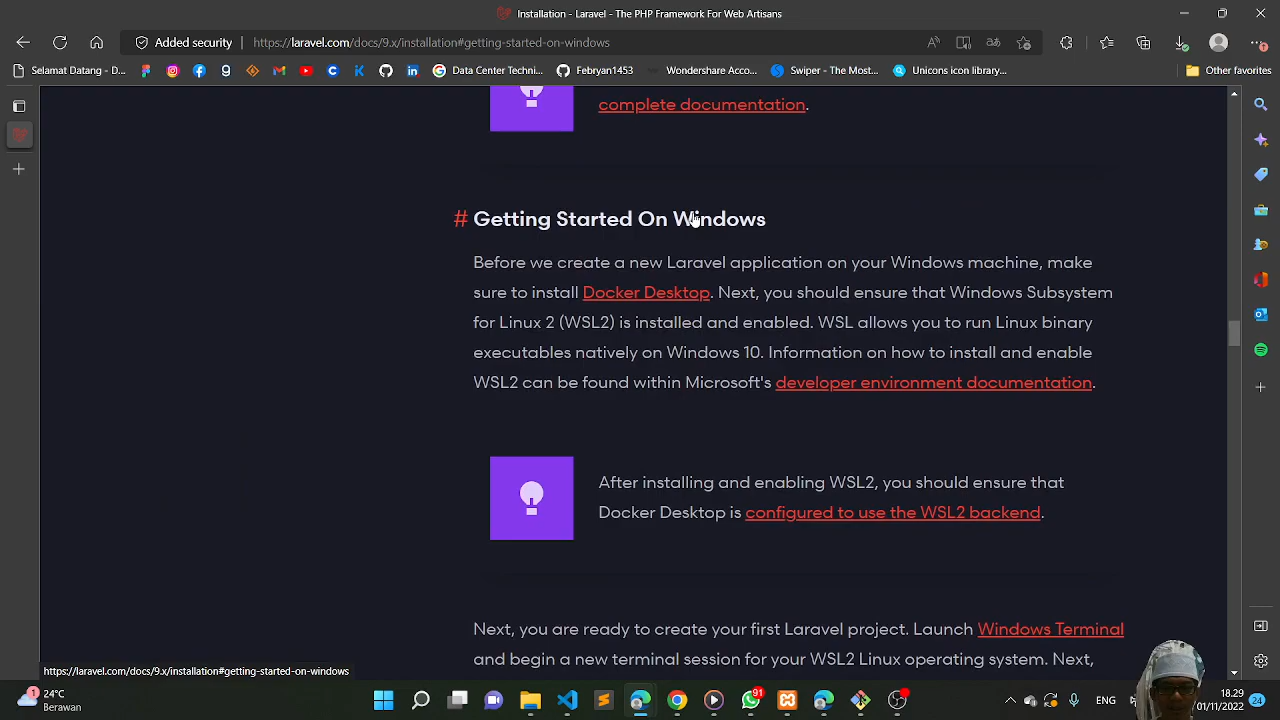 Installation - Laravel - The PHP Framework For Web Artisans
Added security
https://laravel.com/docs/9.x/installation#getting-started-on-windows
Selamat Datang - D...
Data Center Techni...
Febryan1453
Wondershare Acco...
Swiper - The Most...
Unicons icon library...
Other favorites
complete documentation.
# Getting Started On Windows
Before we create a new Laravel application on your Windows machine, make
sure to install Docker Desktop. Next, you should ensure that Windows Subsystem
for Linux 2 (WSL2) is installed and enabled. WSL allows you to run Linux binary
executables natively on Windows 10. Information on how to install and enable
WSL2 can be found within Microsoft's developer environment documentation.
After installing and enabling WSL2, you should ensure that
Docker Desktop is configured to use the WSL2 backend.
Next, you are ready to create your first Laravel project. Launch Windows Terminal
and begin a new terminal session for your WSL2 Linux operating system. Next,
https://laravel.com/docs/9.x/installation#getting-started-on-windows
1
24°C
Berawan
91
ENG
18.29
01/11/2022
24